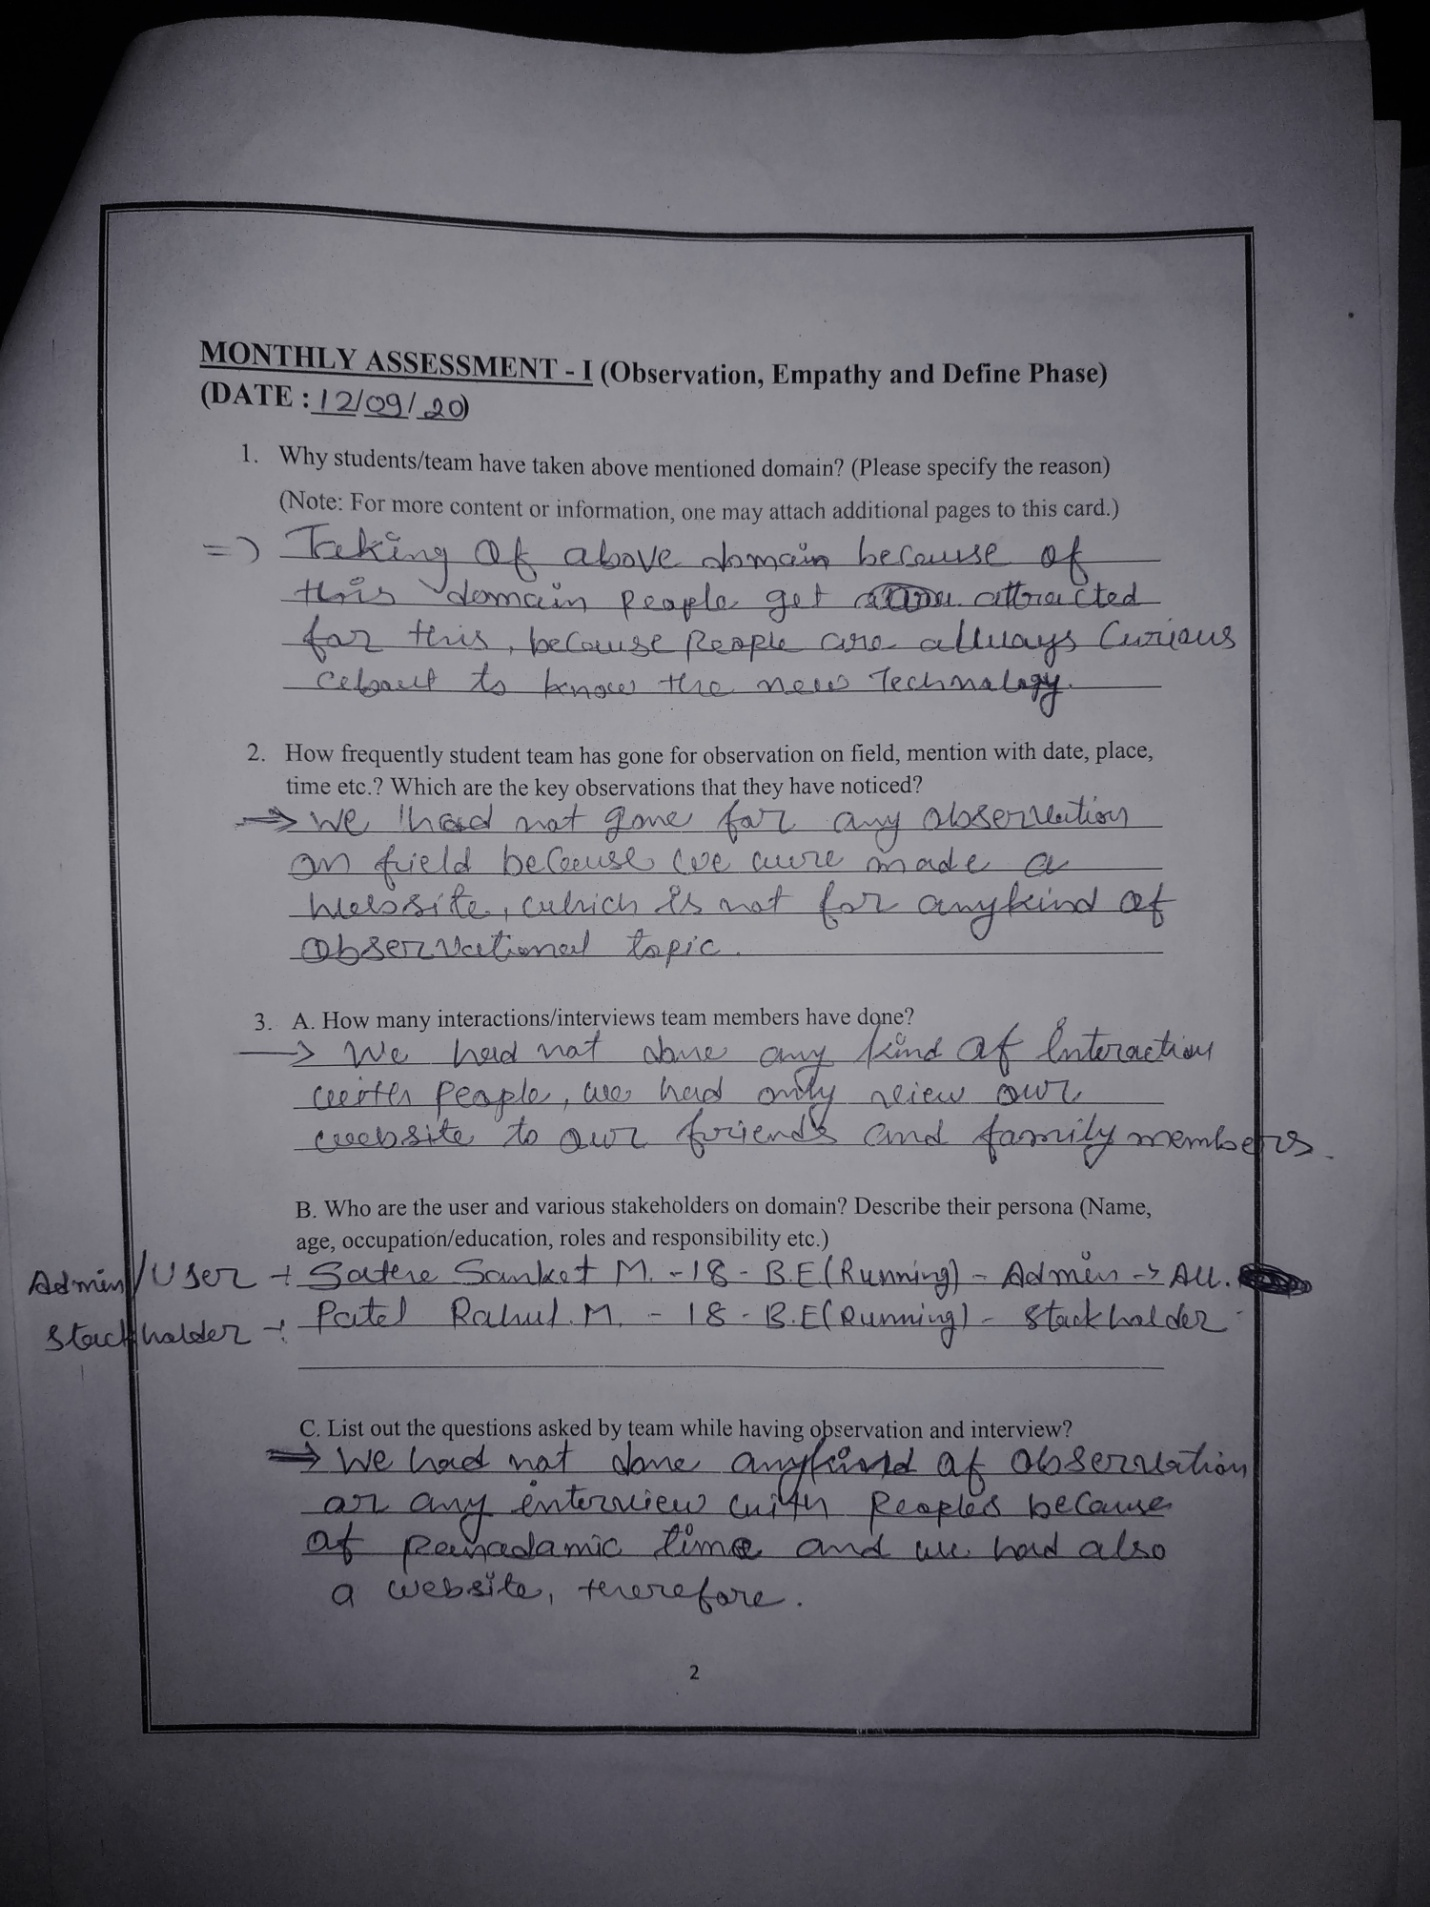 MONTHLY ASSESSMENT - I (Observation, Empathy and Define Phase)
(DATE : 12/09/20)
1. Why students/team have taken above mentioned domain? (Please specify the reason)
(Note: For more content or information, one may attach additional pages to this card.)
=) Taking of above domain because of
this domain people get attracted
for this, because people are allways Curious
about to know the new Technology.
2. How frequently student team has gone for observation on field, mention with date, place,
time etc.? Which are the key observations that they have noticed?
⇒ We had not gone for any observation
on field because we made a
website, which is not for anykind of
observational topic.
3. A. How many interactions/interviews team members have done?
→ We had not done any kind of Interaction
with people, we had only view our
website to our friends and family members.
B. Who are the user and various stakeholders on domain? Describe their persona (Name,
age, occupation/education, roles and responsibility etc.)
Admin/User → Sanket M. - 18 - B.E (Running) - Admin → All.
Stackholder → Patel Rahul. M. - 18 - B.E (Running) - Stackholder
C. List out the questions asked by team while having observation and interview?
⇒ We had not done anykind of observation
or any interview with Peoples because
of panadamic time and we had also
a website, therefore.
2